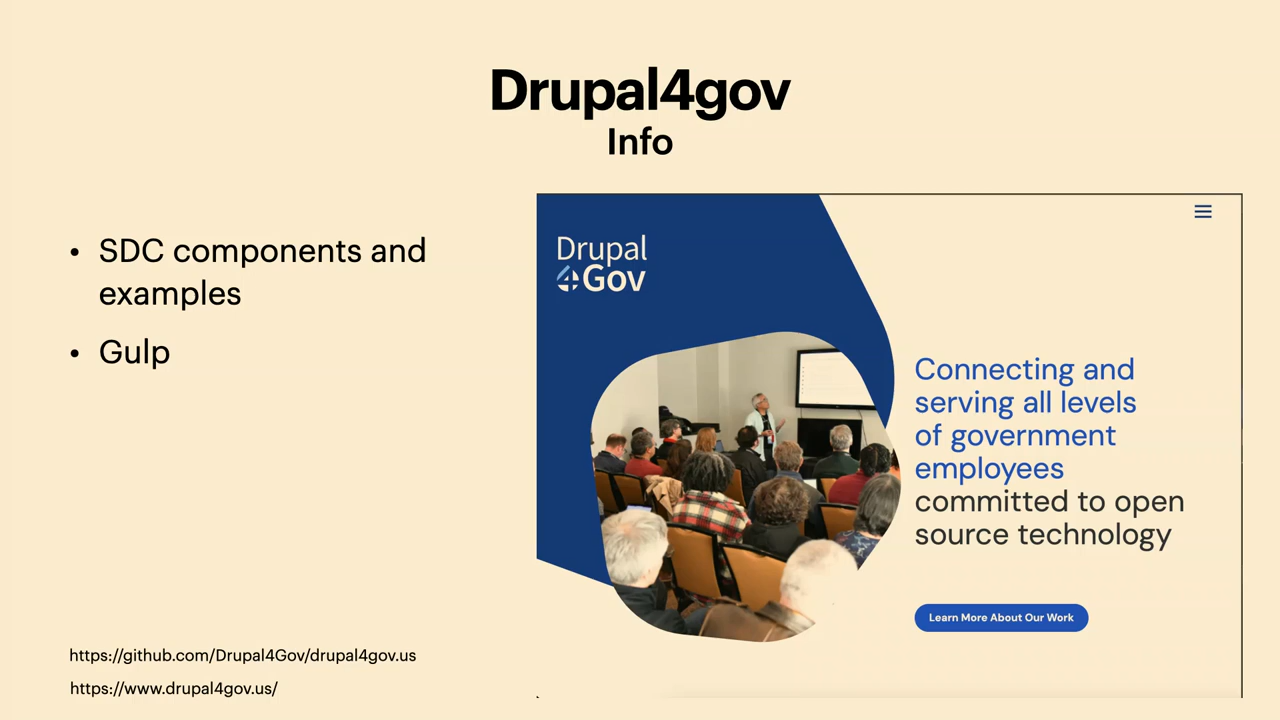 Drupal4gov
Info
• SDC components and
examples
• Gulp
https://github.com/Drupal4Gov/drupal4gov.us
https://www.drupal4gov.us/
Drupal
4Gov
Connecting and
serving all levels
of government
employees
committed to open
source technology
Learn More About Our Work